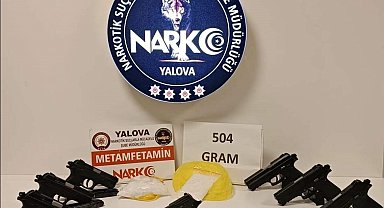 NARKOTİK SUÇLARLA MÜCADELE ŞUBE MÜDÜRLÜĞÜ
NARKO
YALOVA
YALOVA
NARKOTİK SUÇLARLA MÜCADELE
ŞUBE MÜDÜRLÜĞÜ
METAMFETAMİN
NARKO
504
GRAM